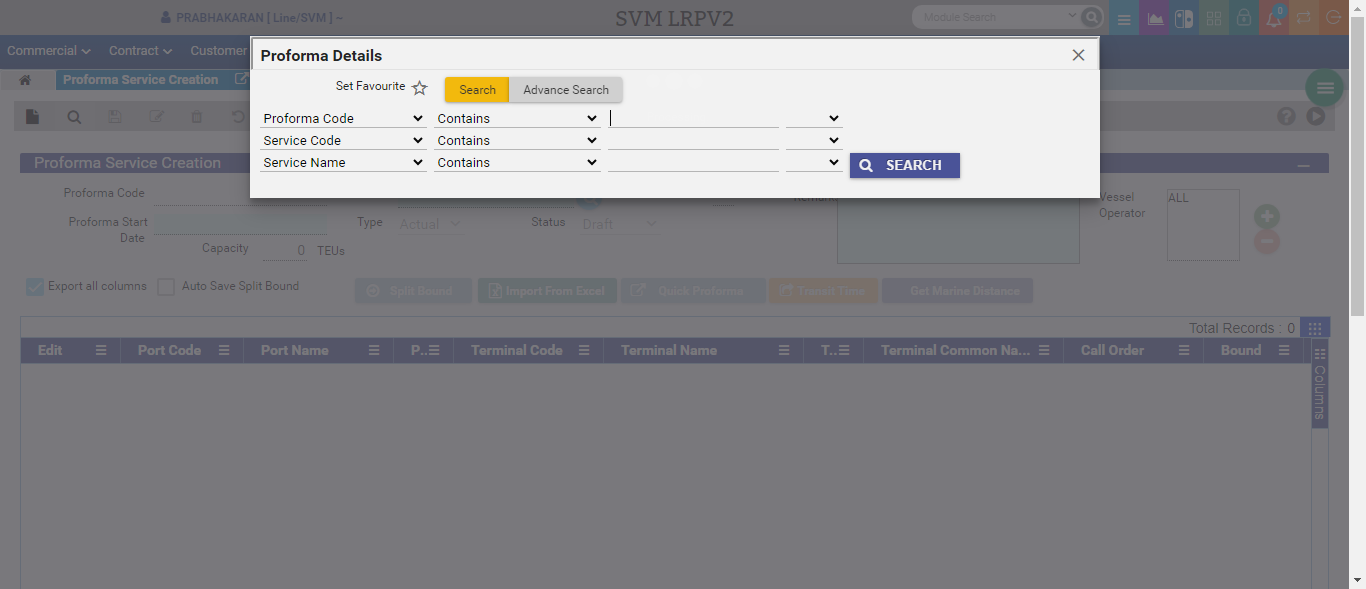 PRABHAKARAN [ Line/SVM ] ~
SVM LRPV2
Module Search
0
Commercial
Contract
Customer
Proforma Service Creation
Proforma Details
Set Favourite
Search
Advance Search
Proforma Code
Contains
Service Code
Contains
Service Name
Contains
SEARCH
Proforma Service Creation
Proforma Code
Remarks
Vessel Operator
ALL
Proforma Start Date
Type
Actual
Status
Draft
Capacity
0
TEUs
Export all columns
Auto Save Split Bound
Split Bound
Import From Excel
Quick Proforma
Transit Time
Get Marine Distance
Total Records : 0
Edit
Port Code
Port Name
P..
Terminal Code
Terminal Name
T..
Terminal Common Na...
Call Order
Bound
Columns